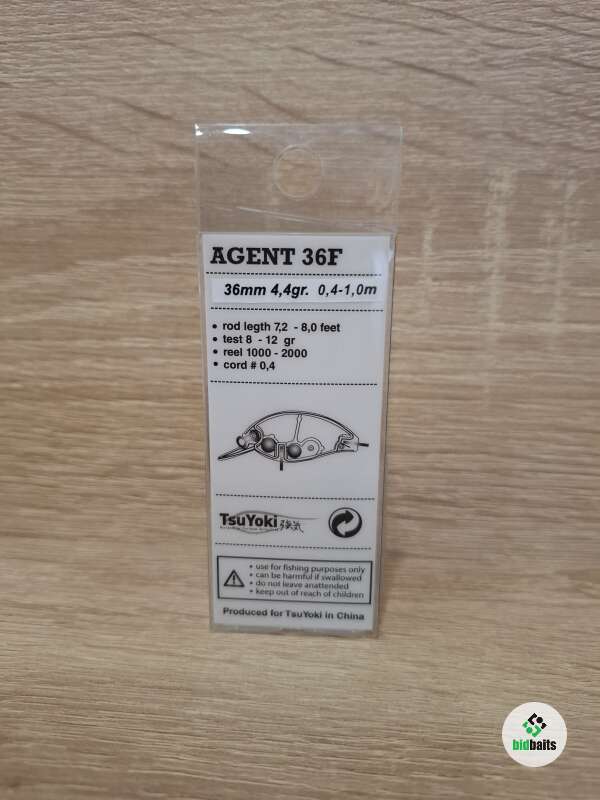 AGENT 36F
36mm 4,4gr. 0,4-1,0m
• rod legth 7,2 - 8,0 feet
• test 8 - 12 gr
• reel 1000 - 2000
• cord # 0,4
TsuYoki 強気
• use for fishing purposes only
• can be harmful if swallowed
• do not leave anattended
• keep out of reach of children
Produced for TsuYoki in China
bidbaits